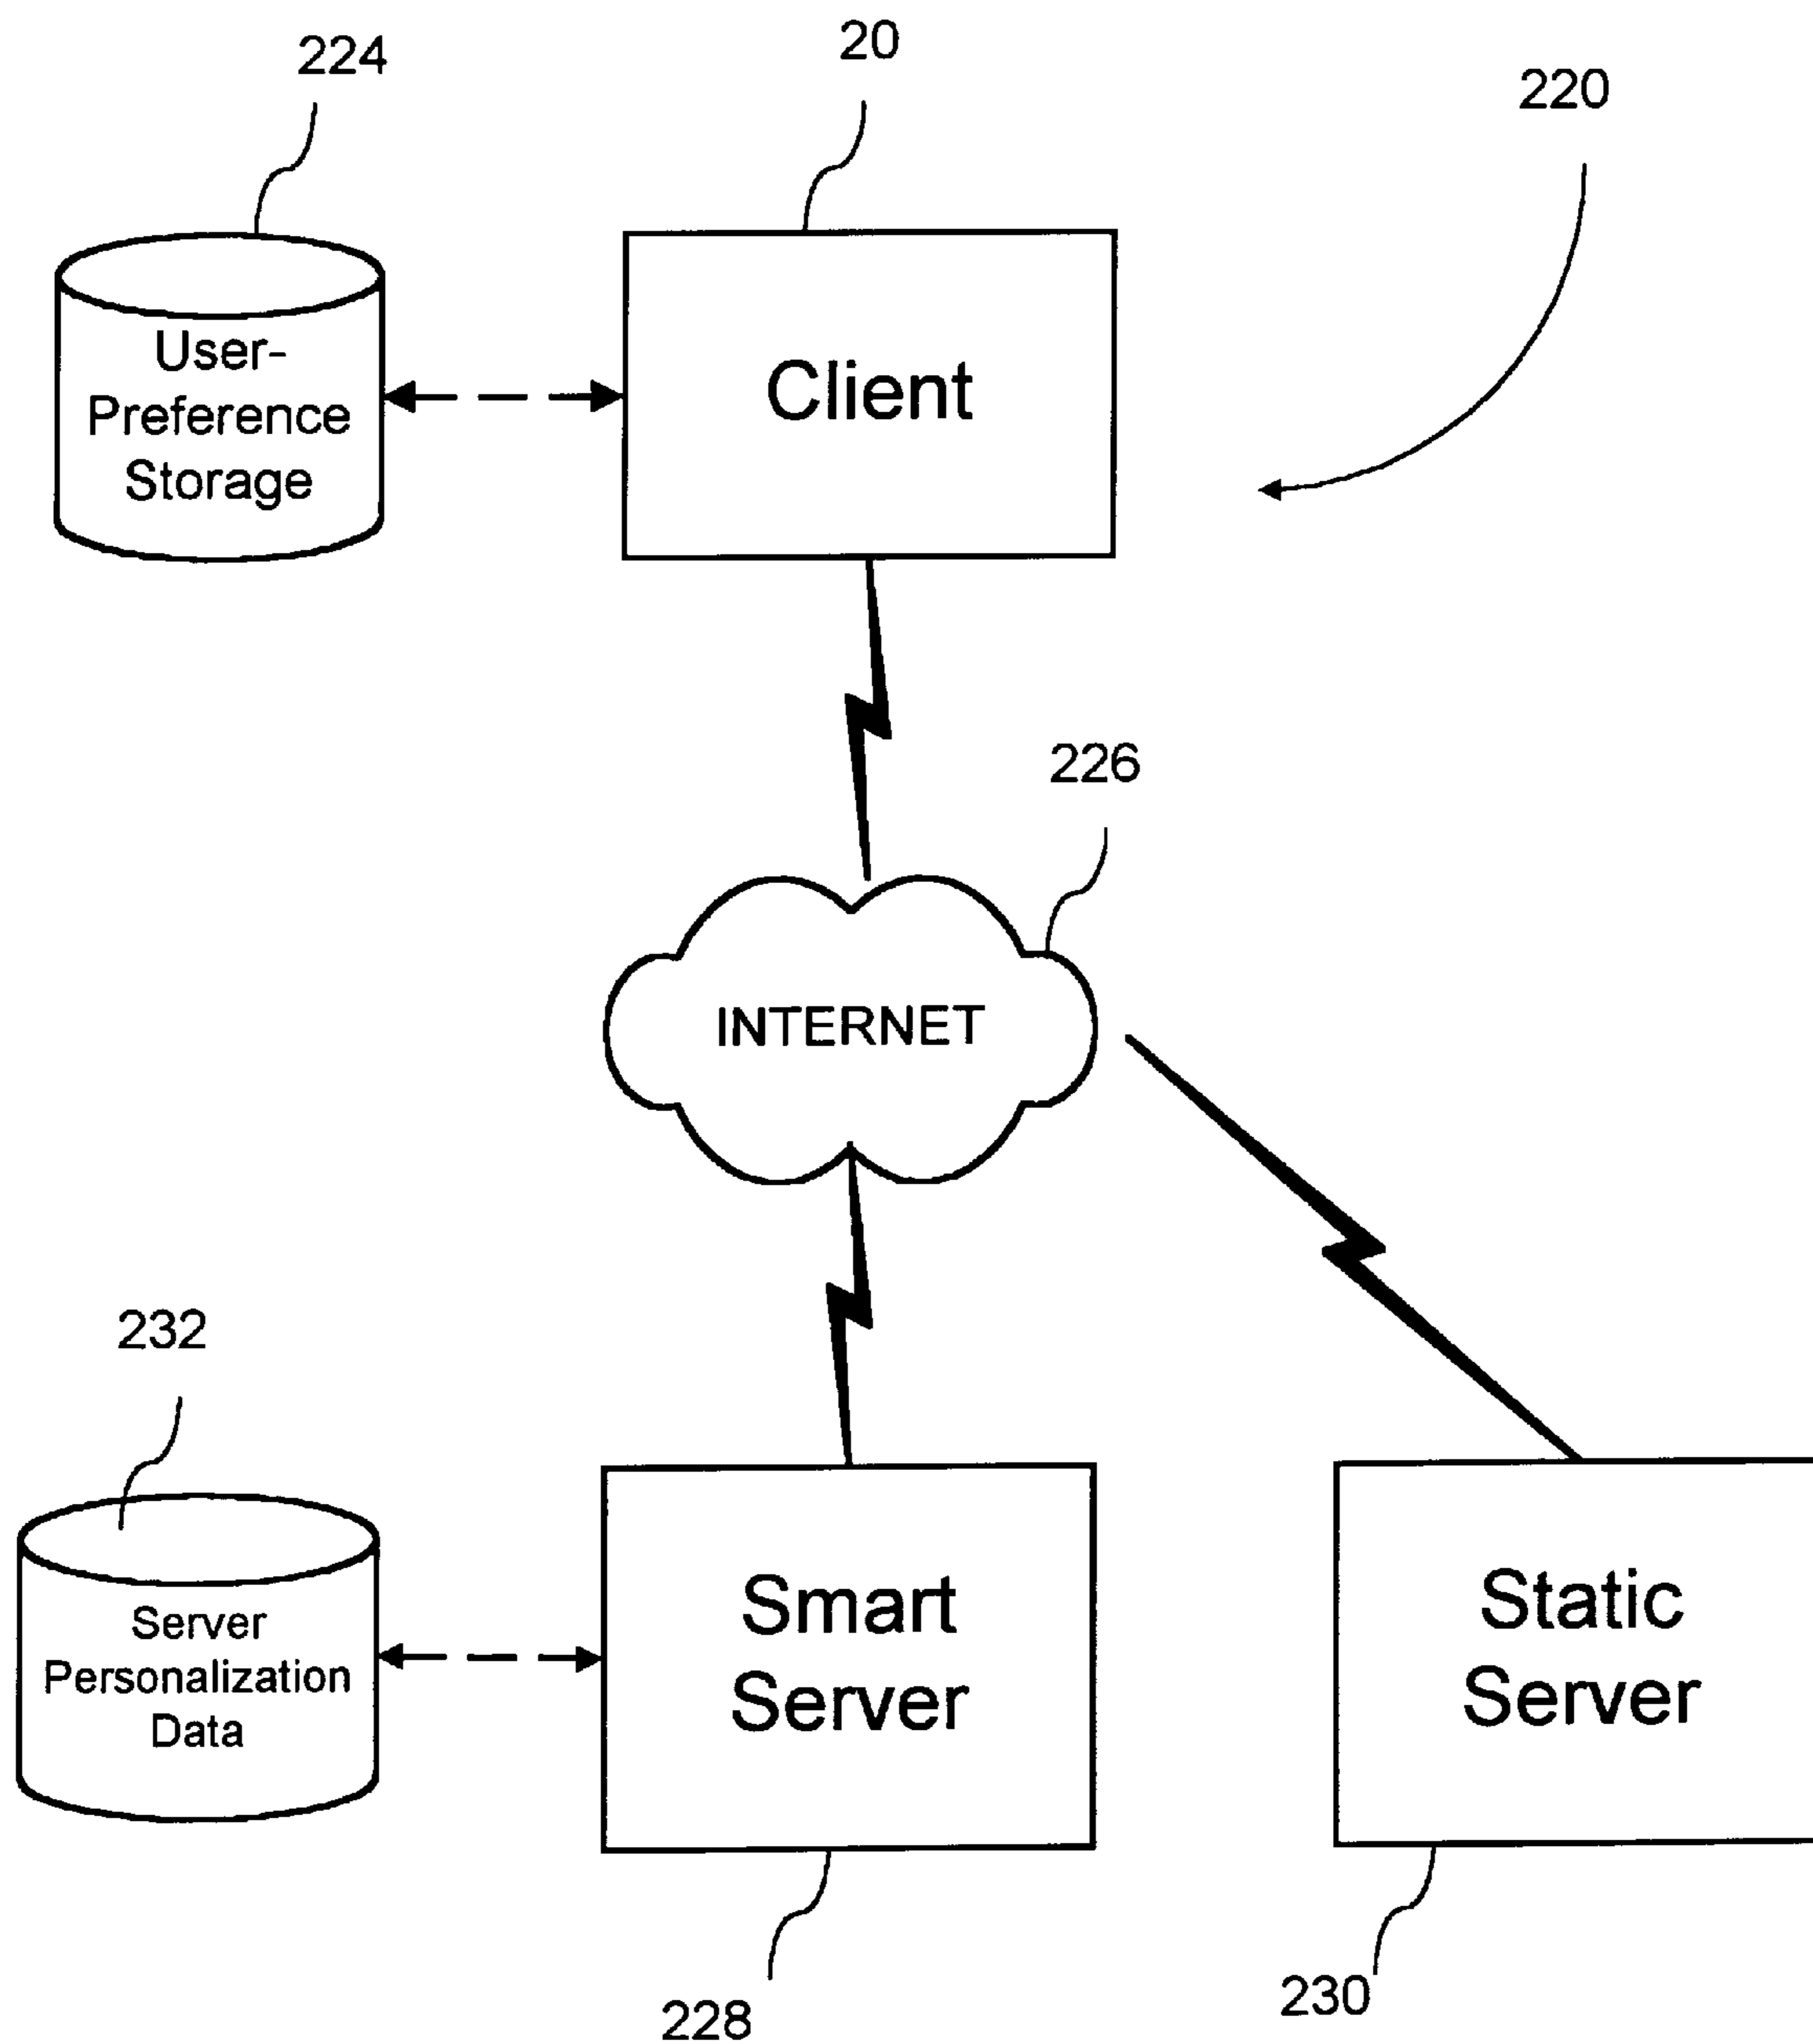 224
20
220
User-
Preference
Storage
Client
226
INTERNET
232
Server
Personalization
Data
Smart
Server
Static
Server
228
230